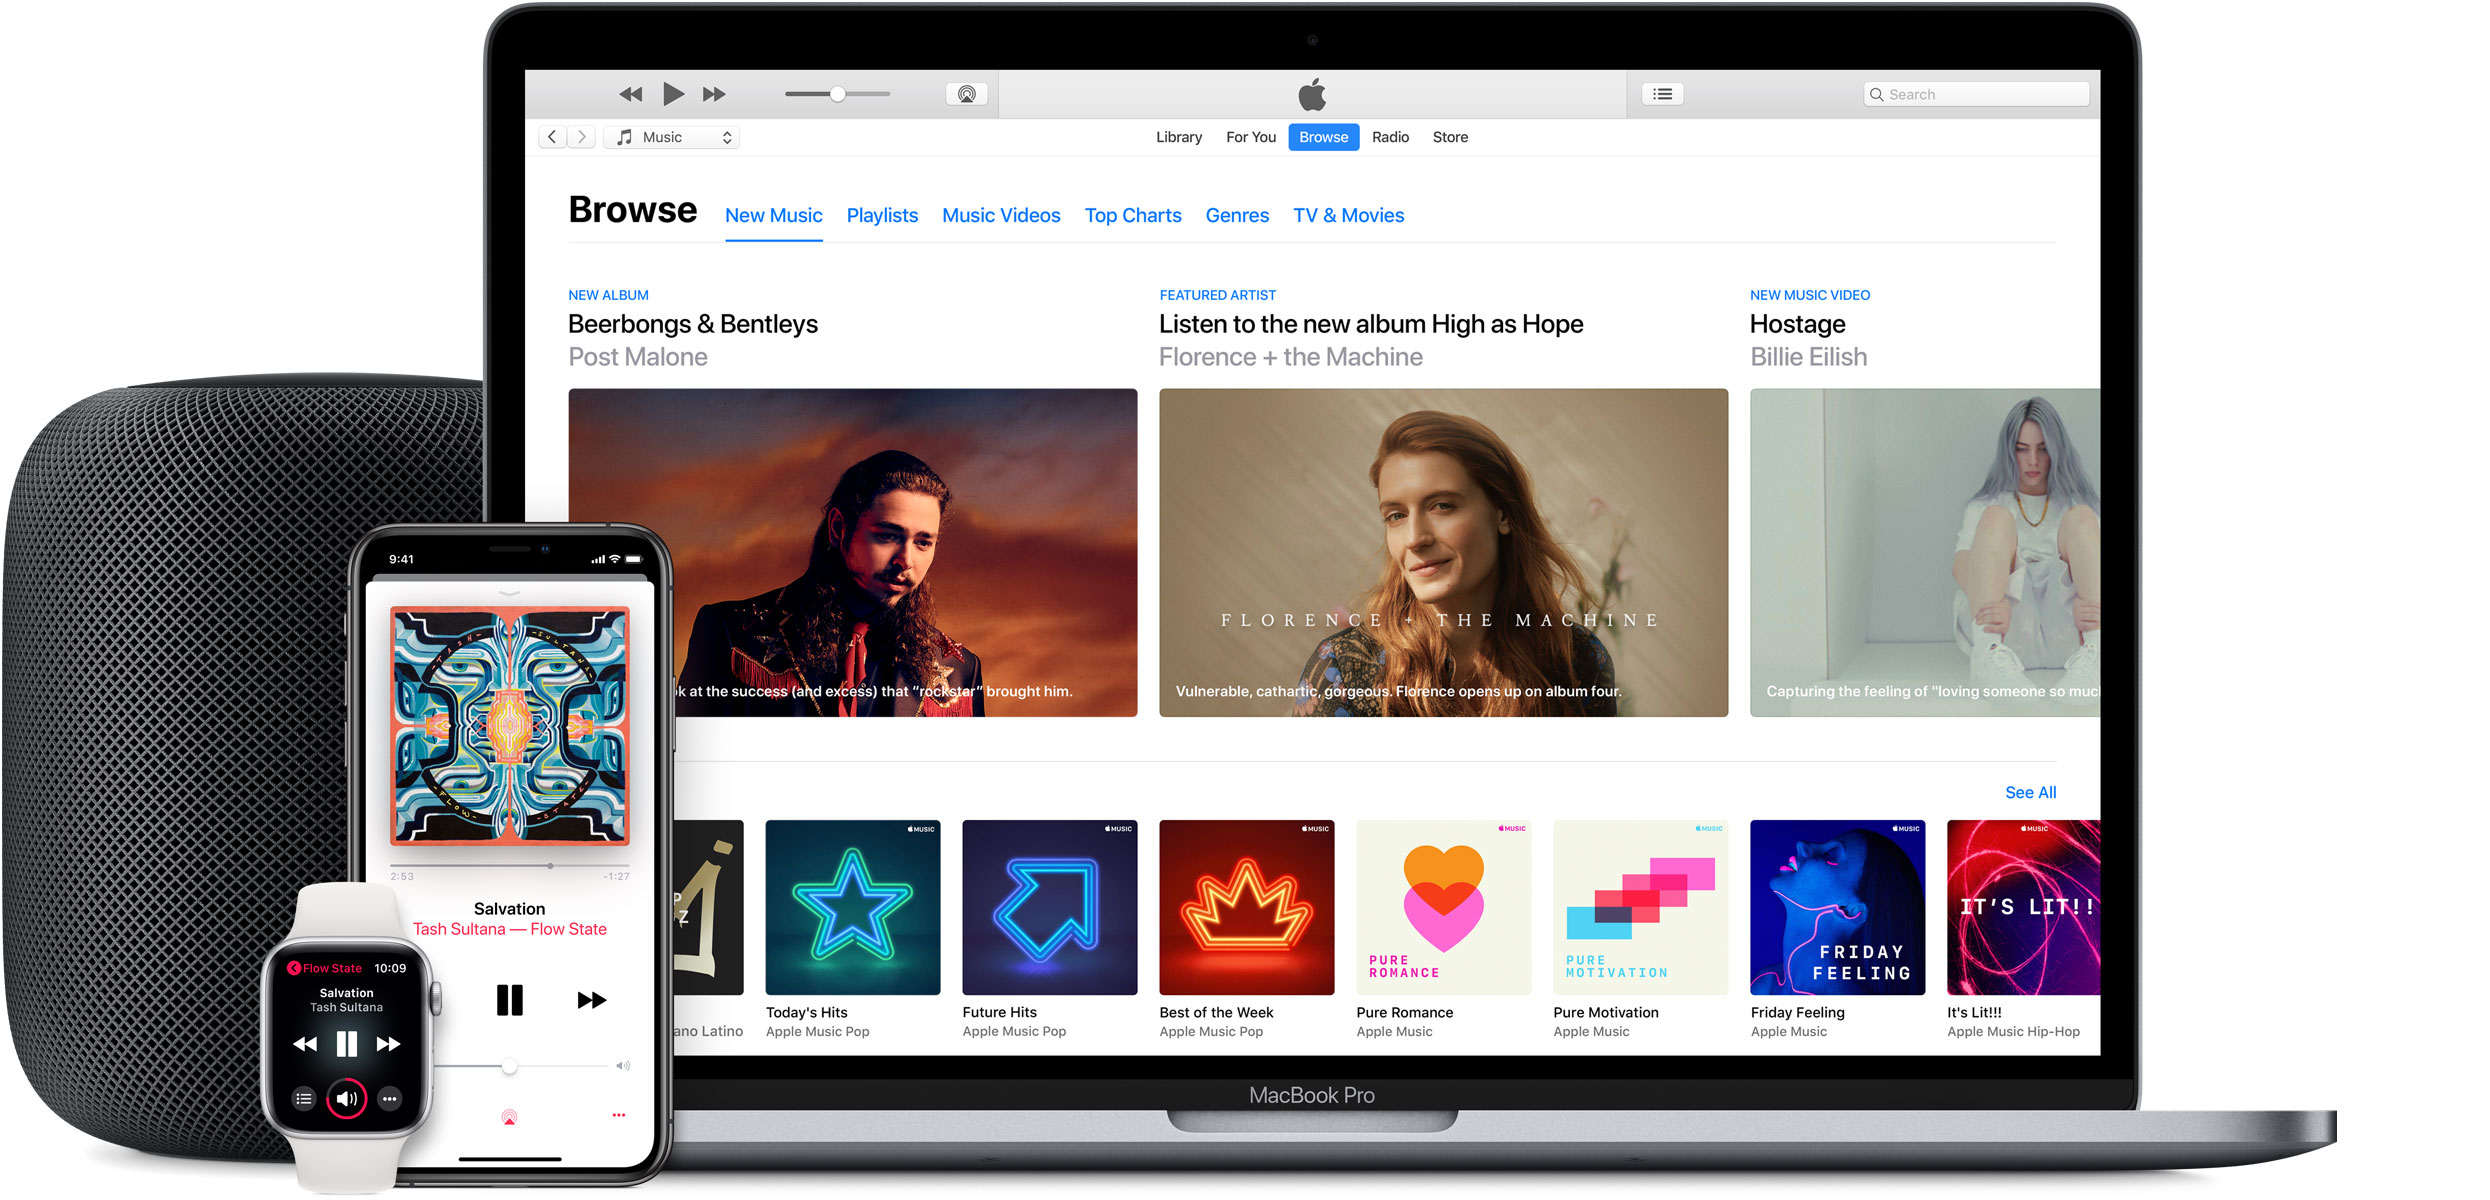 Search
Music
Library
For You
Browse
Radio
Store
Browse
New Music
Playlists
Music Videos
Top Charts
Genres
TV & Movies
NEW ALBUM
Beerbongs & Bentleys
Post Malone
FEATURED ARTIST
Listen to the new album High as Hope
Florence + the Machine
NEW MUSIC VIDEO
Hostage
Billie Eilish
k at the success (and excess) that “rockstar” brought him.
FLORENCE + THE MACHINE
Vulnerable, cathartic, gorgeous. Florence opens up on album four.
Capturing the feeling of "loving someone so muc
See All
P
Z
ano Latino
MUSIC
Today's Hits
Apple Music Pop
MUSIC
Future Hits
Apple Music Pop
MUSIC
Best of the Week
Apple Music Pop
MUSIC
PURE
ROMANCE
Pure Romance
Apple Music
MUSIC
PURE
MOTIVATION
Pure Motivation
Apple Music
MUSIC
FRIDAY
FEELING
Friday Feeling
Apple Music
MUSIC
IT'S LIT!!
It's Lit!!!
Apple Music Hip-Hop
MacBook Pro
9:41
TASH SULTANA
FLOW STATE
2:53
-1:27
Salvation
Tash Sultana — Flow State
Flow State
10:09
Salvation
Tash Sultana